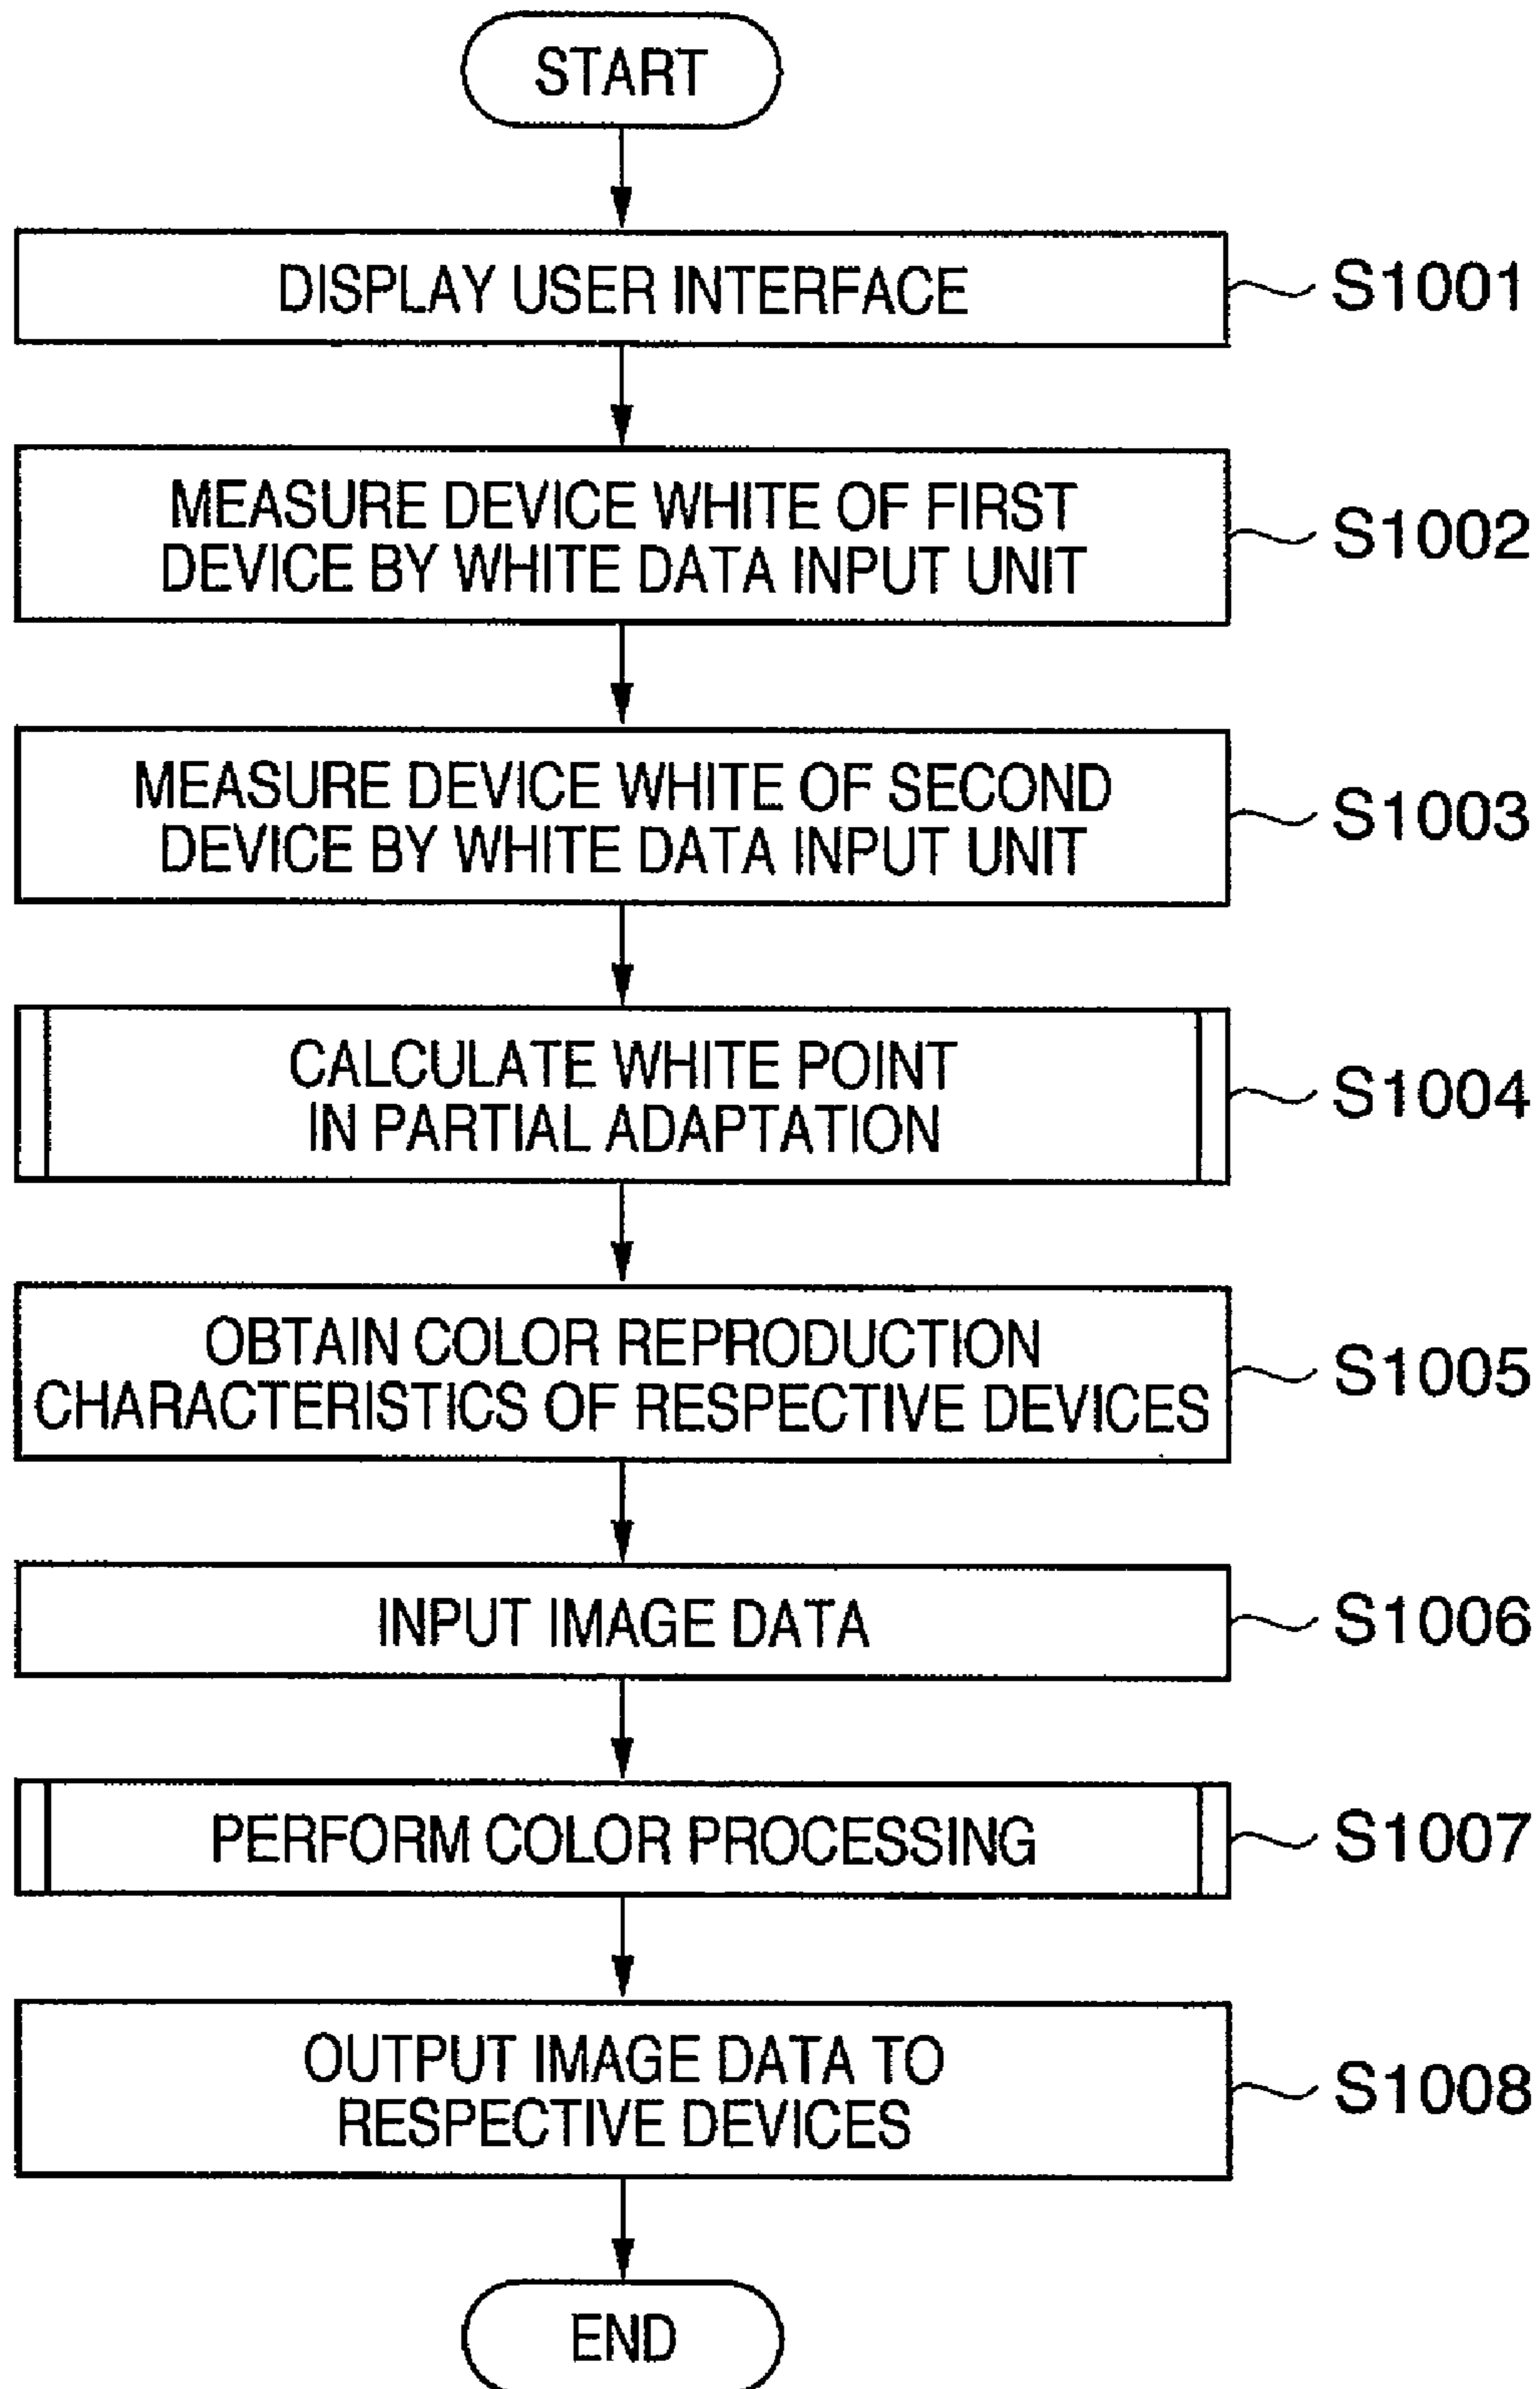 START
DISPLAY USER INTERFACE
S1001
MEASURE DEVICE WHITE OF FIRST
DEVICE BY WHITE DATA INPUT UNIT
S1002
MEASURE DEVICE WHITE OF SECOND
DEVICE BY WHITE DATA INPUT UNIT
S1003
CALCULATE WHITE POINT
IN PARTIAL ADAPTATION
S1004
OBTAIN COLOR REPRODUCTION
CHARACTERISTICS OF RESPECTIVE DEVICES
S1005
INPUT IMAGE DATA
S1006
PERFORM COLOR PROCESSING
S1007
OUTPUT IMAGE DATA TO
RESPECTIVE DEVICES
S1008
END